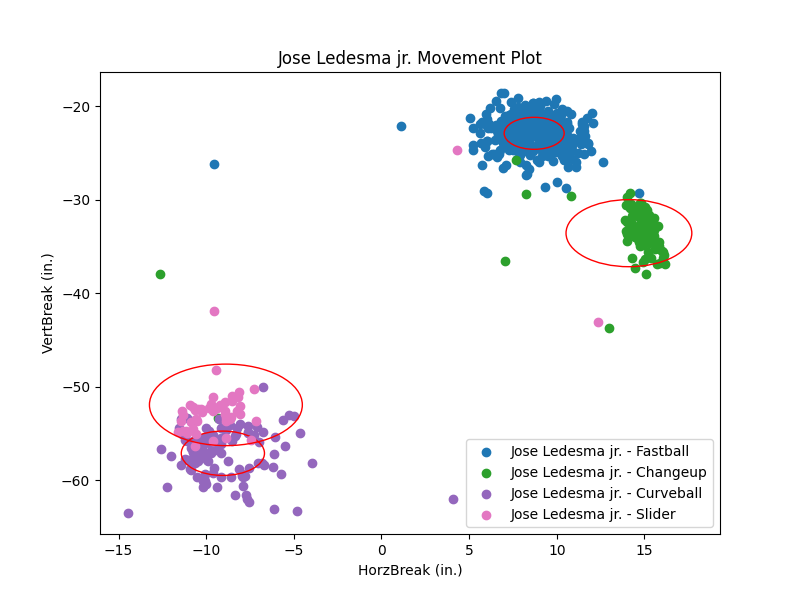 Jose Ledesma jr. Movement Plot
VertBreak (in.)
−20
−30
−40
−50
−60
Jose Ledesma jr. - Fastball
Jose Ledesma jr. - Changeup
Jose Ledesma jr. - Curveball
Jose Ledesma jr. - Slider
−15 −10 −5 0 5 10 15
HorzBreak (in.)